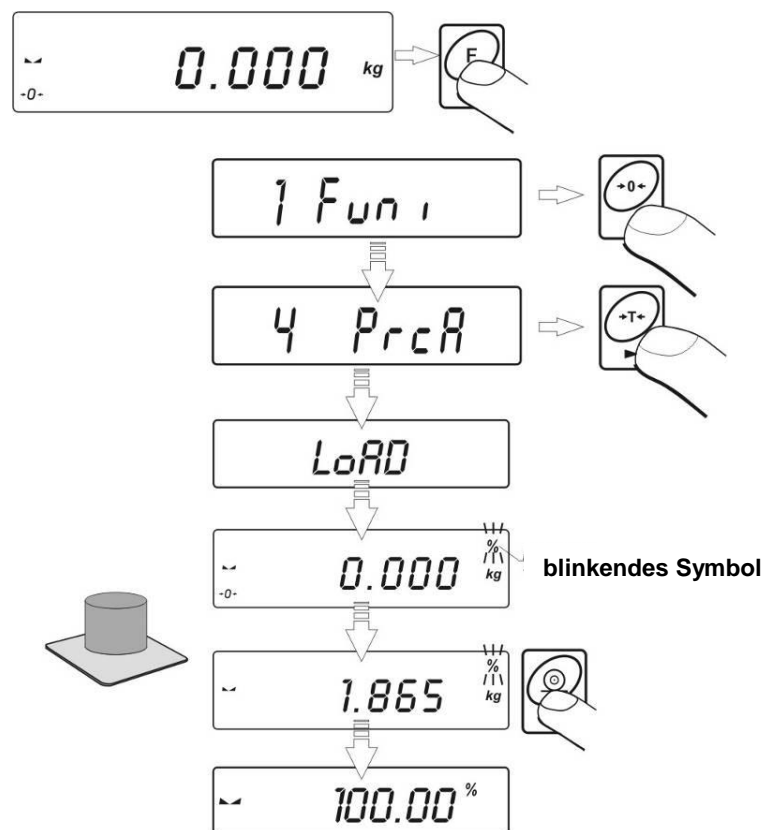 0.000 kg
-0-
F
1 Fun i
→0←
4 PrcA
→T←
LoAD
0.000 % kg
-0-
blinkendes Symbol
1.865 % kg
100.00 %